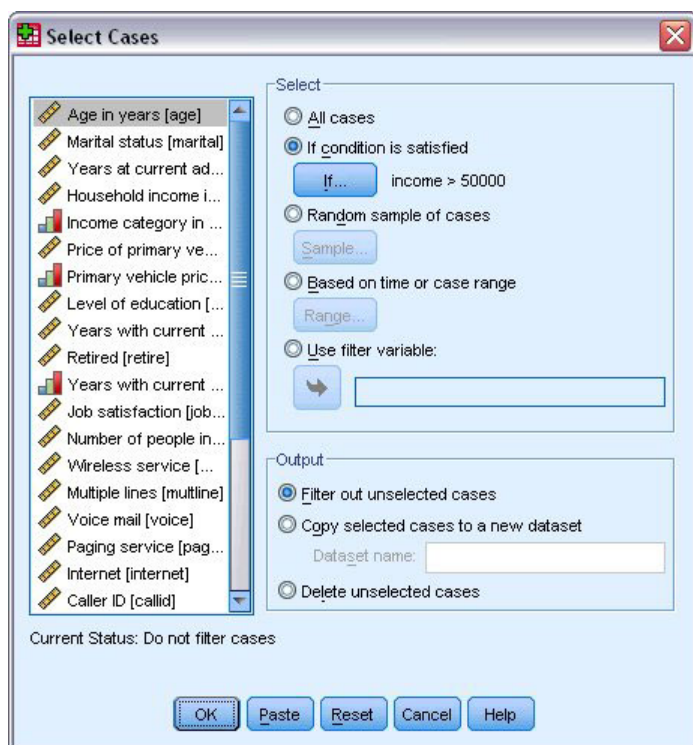 Select Cases
Age in years [age]
Marital status [marital]
Years at current ad...
Household income i...
Income category in ...
Price of primary ve...
Primary vehicle pric...
Level of education [...
Years with current ...
Retired [retire]
Years with current ...
Job satisfaction [job...
Number of people in...
Wireless service [...
Multiple lines [multline]
Voice mail [voice]
Paging service [pag...
Internet [internet]
Caller ID [callid]
Current Status: Do not filter cases
Select
All cases
If condition is satisfied
If... income > 50000
Random sample of cases
Sample...
Based on time or case range
Range...
Use filter variable:
Output
Filter out unselected cases
Copy selected cases to a new dataset
Dataset name:
Delete unselected cases
OK Paste Reset Cancel Help